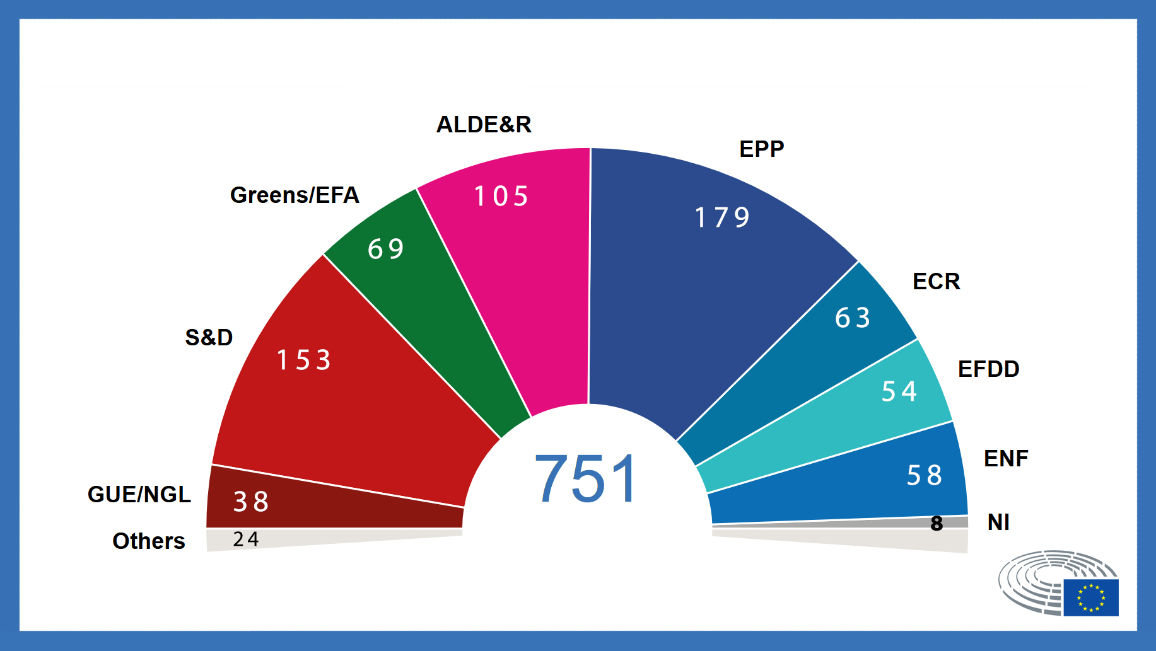 ALDE&R
105
EPP
179
Greens/EFA
69
ECR
63
S&D
153
EFDD
54
751
ENF
58
GUE/NGL
38
NI
8
Others
24